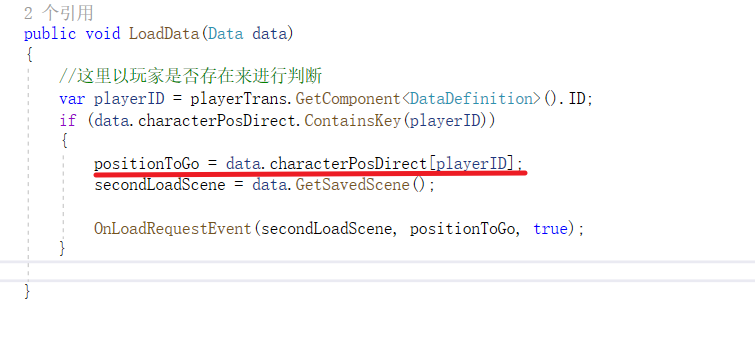 2 个引用
public void LoadData(Data data)
{
//这里以玩家是否存在来进行判断
var playerID = playerTrans.GetComponent<DataDefinition>().ID;
if (data.characterPosDirect.ContainsKey(playerID))
{
positionToGo = data.characterPosDirect[playerID];
secondLoadScene = data.GetSavedScene();
OnLoadRequestEvent(secondLoadScene, positionToGo, true);
}
}